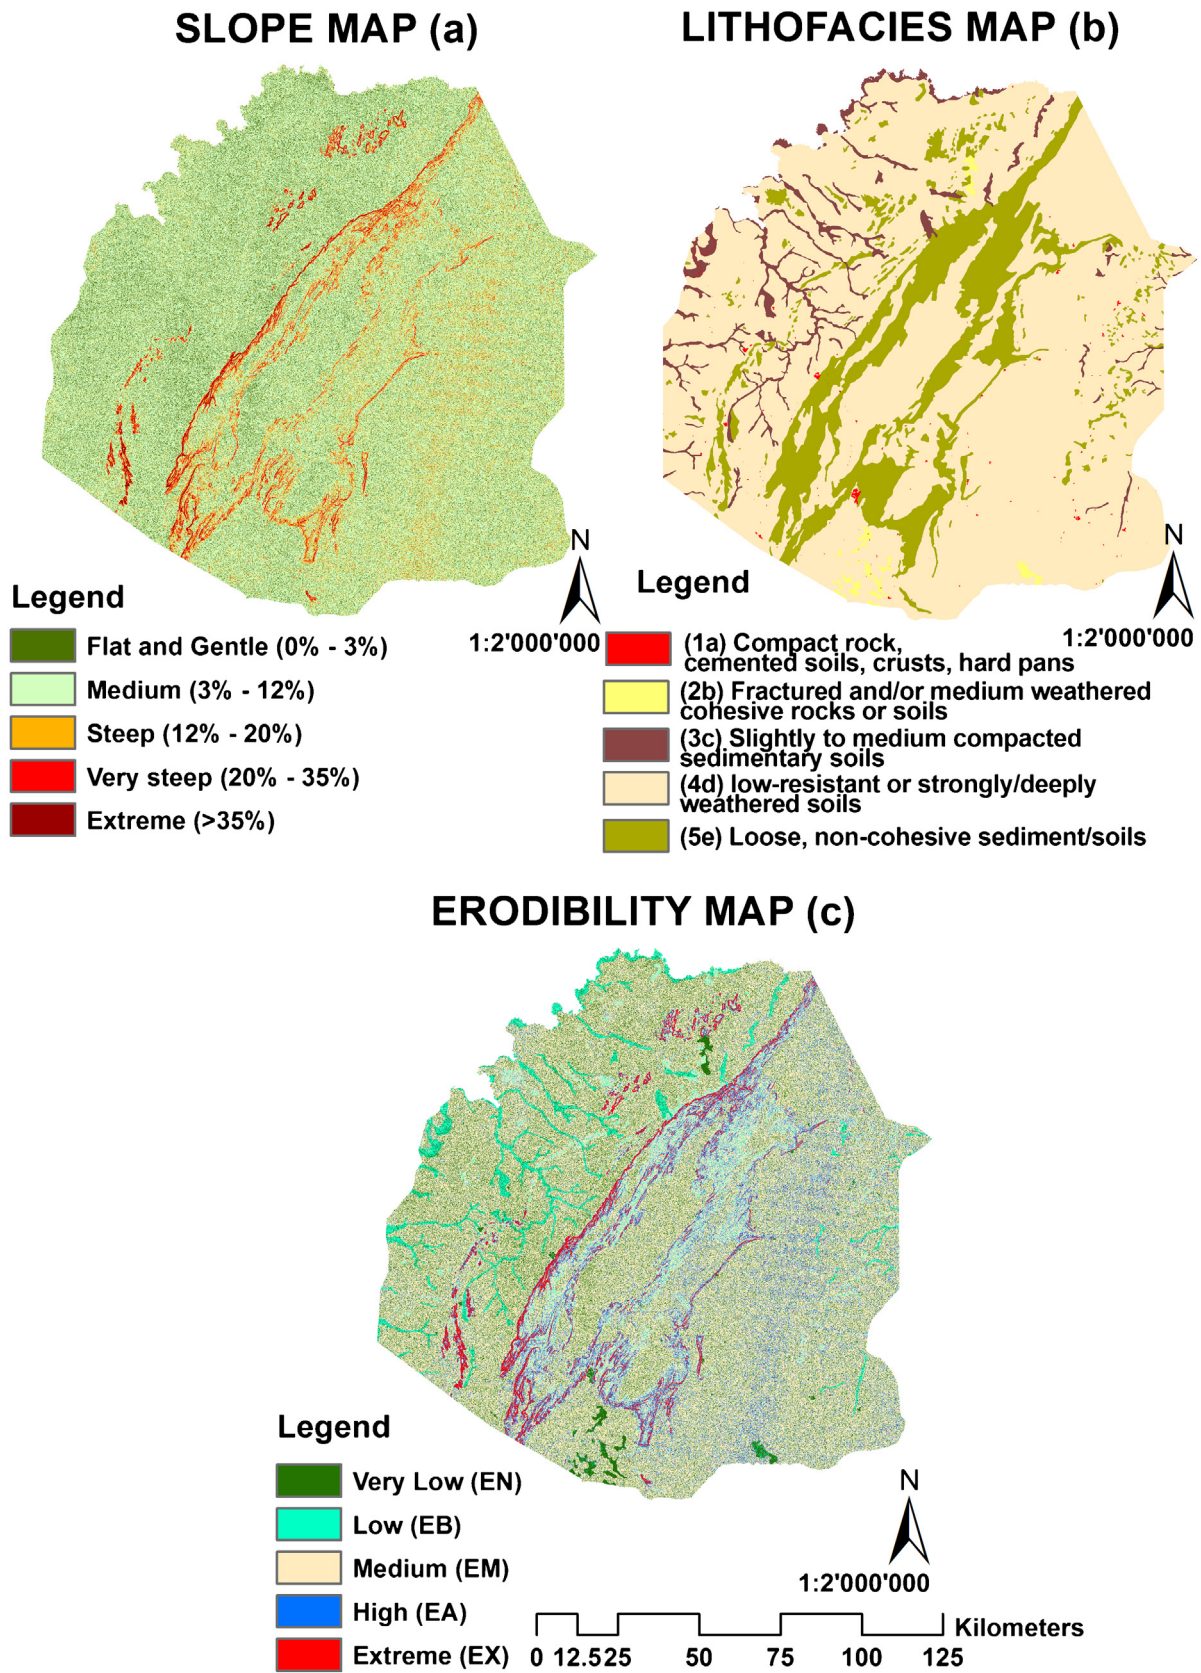 SLOPE MAP (a)
LITHOFACIES MAP (b)
N
Legend
Flat and Gentle (0% - 3%)
Medium (3% - 12%)
Steep (12% - 20%)
Very steep (20% - 35%)
Extreme (>35%)
1:2'000'000
N
Legend
1:2'000'000
(1a) Compact rock,
cemented soils, crusts, hard pans
(2b) Fractured and/or medium weathered
cohesive rocks or soils
(3c) Slightly to medium compacted
sedimentary soils
(4d) low-resistant or strongly/deeply
weathered soils
(5e) Loose, non-cohesive sediment/soils
ERODIBILITY MAP (c)
Legend
Very Low (EN)
Low (EB)
Medium (EM)
High (EA)
Extreme (EX)
N
1:2'000'000
Kilometers
0 12.5 25 50 75 100 125